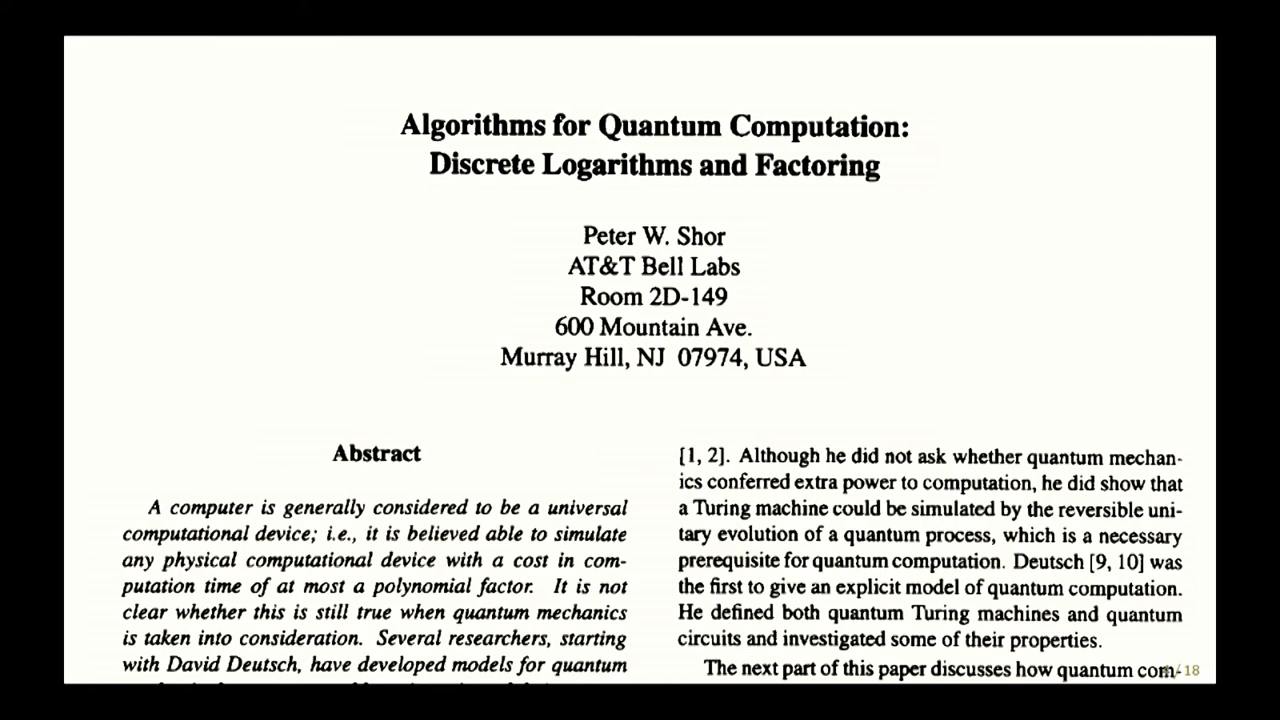 Algorithms for Quantum Computation:
Discrete Logarithms and Factoring
Peter W. Shor
AT&T Bell Labs
Room 2D-149
600 Mountain Ave.
Murray Hill, NJ 07974, USA
Abstract
A computer is generally considered to be a universal
computational device; i.e., it is believed able to simulate
any physical computational device with a cost in com-
putation time of at most a polynomial factor. It is not
clear whether this is still true when quantum mechanics
is taken into consideration. Several researchers, starting
with David Deutsch, have developed models for quantum
[1, 2]. Although he did not ask whether quantum mechan-
ics conferred extra power to computation, he did show that
a Turing machine could be simulated by the reversible uni-
tary evolution of a quantum process, which is a necessary
prerequisite for quantum computation. Deutsch [9, 10] was
the first to give an explicit model of quantum computation.
He defined both quantum Turing machines and quantum
circuits and investigated some of their properties.
The next part of this paper discusses how quantum com-
/ 18